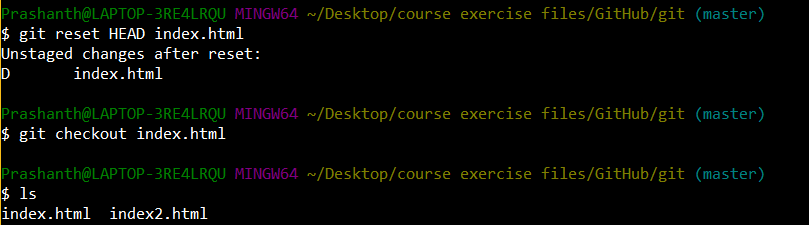 Prashanth@LAPTOP-3RE4LRQU MINGW64 ~/Desktop/course exercise files/GitHub/git (master)
$ git reset HEAD index.html
Unstaged changes after reset:
D       index.html
Prashanth@LAPTOP-3RE4LRQU MINGW64 ~/Desktop/course exercise files/GitHub/git (master)
$ git checkout index.html
Prashanth@LAPTOP-3RE4LRQU MINGW64 ~/Desktop/course exercise files/GitHub/git (master)
$ ls
index.html  index2.html